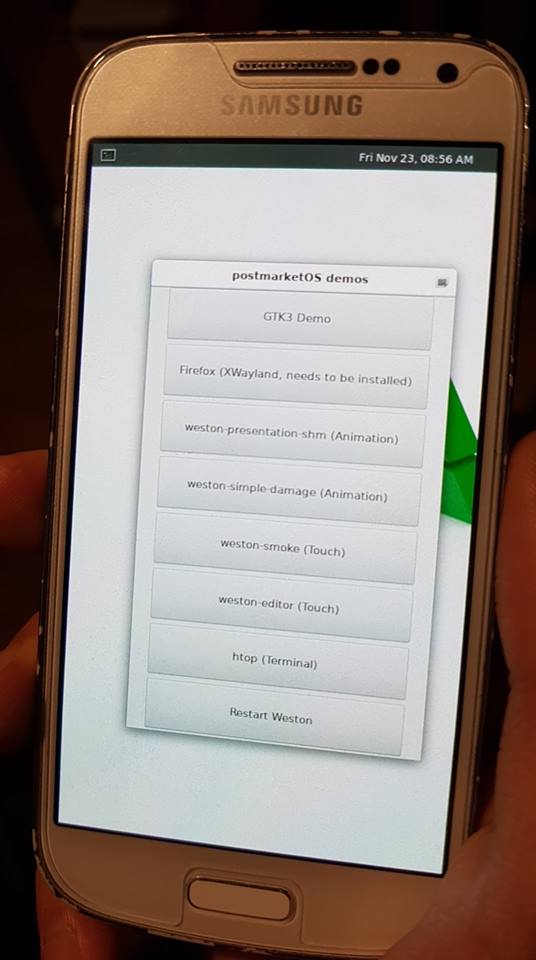 SAMSUNG
Fri Nov 23, 08:56 AM
postmarketOS demos
GTK3 Demo
Firefox (XWayland, needs to be installed)
weston-presentation-shm (Animation)
weston-simple-damage (Animation)
weston-smoke (Touch)
weston-editor (Touch)
htop (Terminal)
Restart Weston